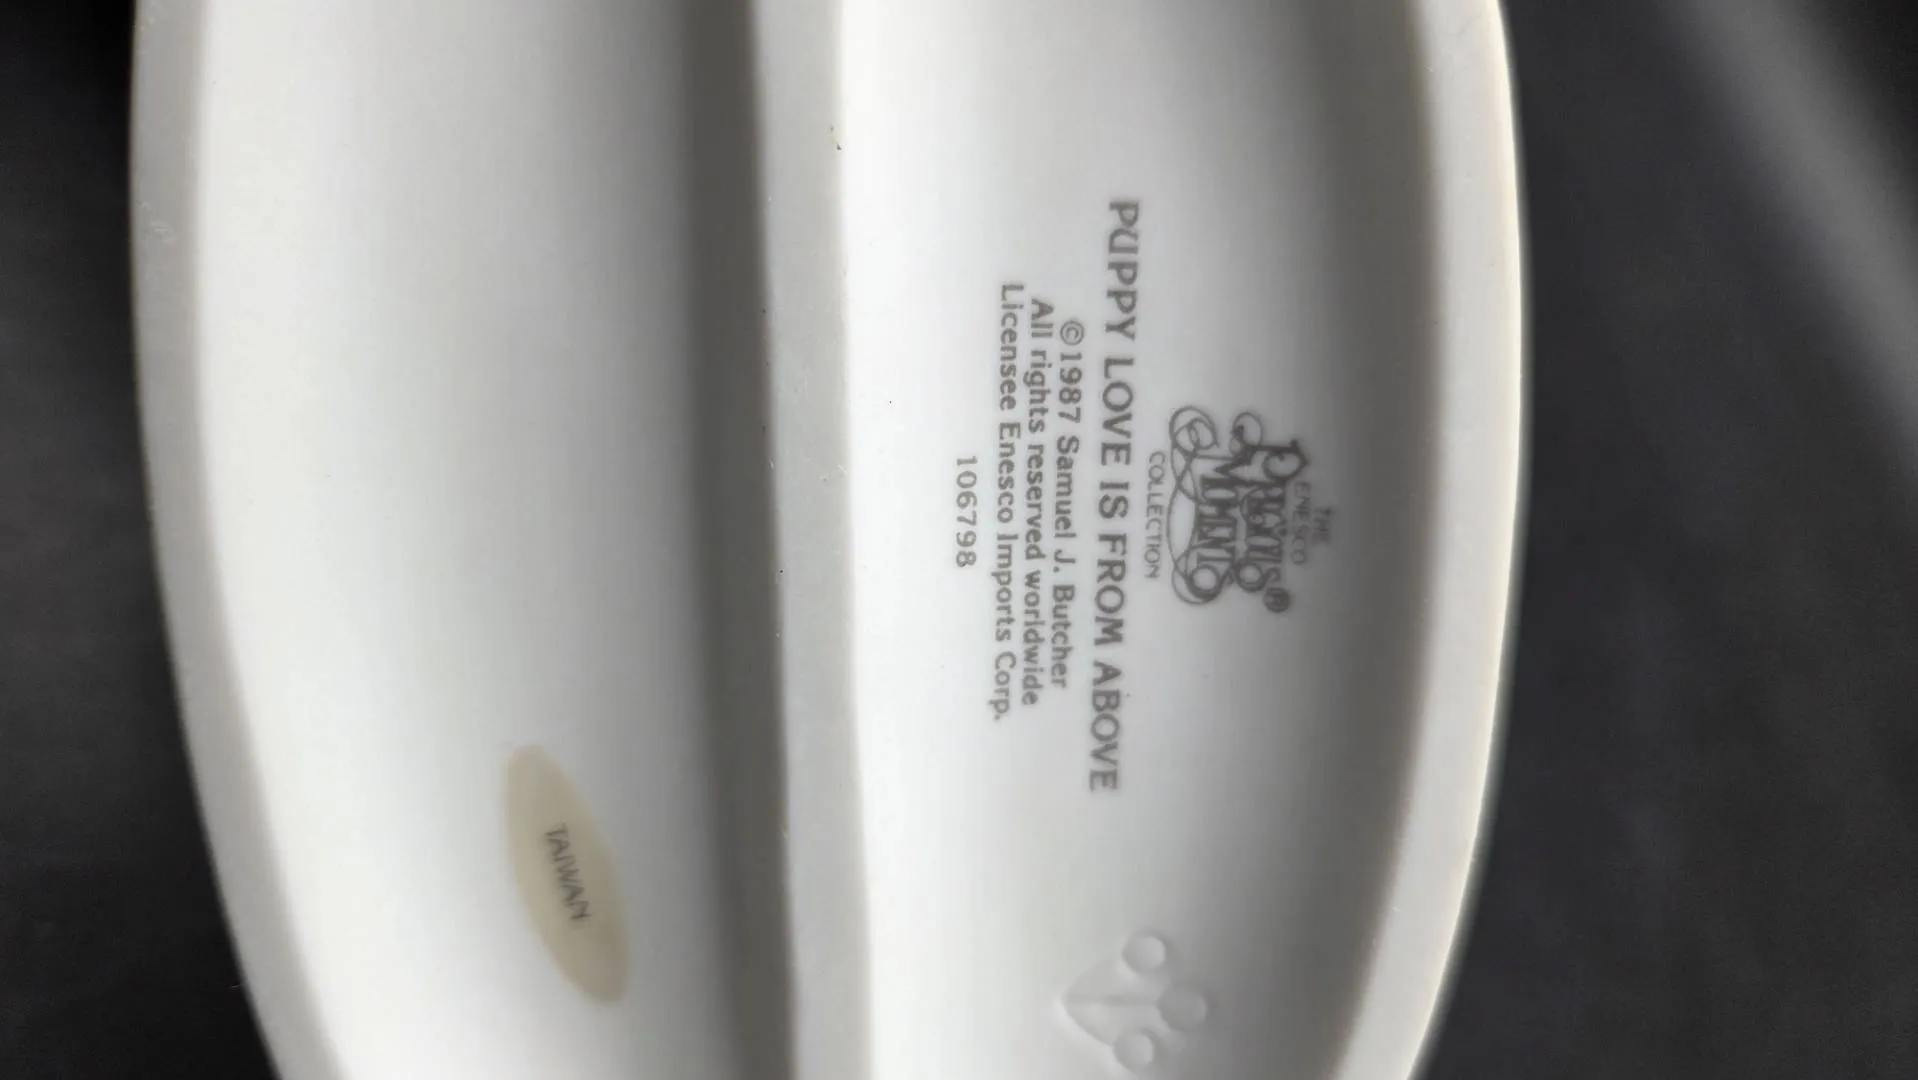 THE
ENESCO
PRECIOUS
MOMENTS®
COLLECTION
PUPPY LOVE IS FROM ABOVE
©1987 Samuel J. Butcher
All rights reserved worldwide
Licensee Enesco Imports Corp.
106798
TAIWAN